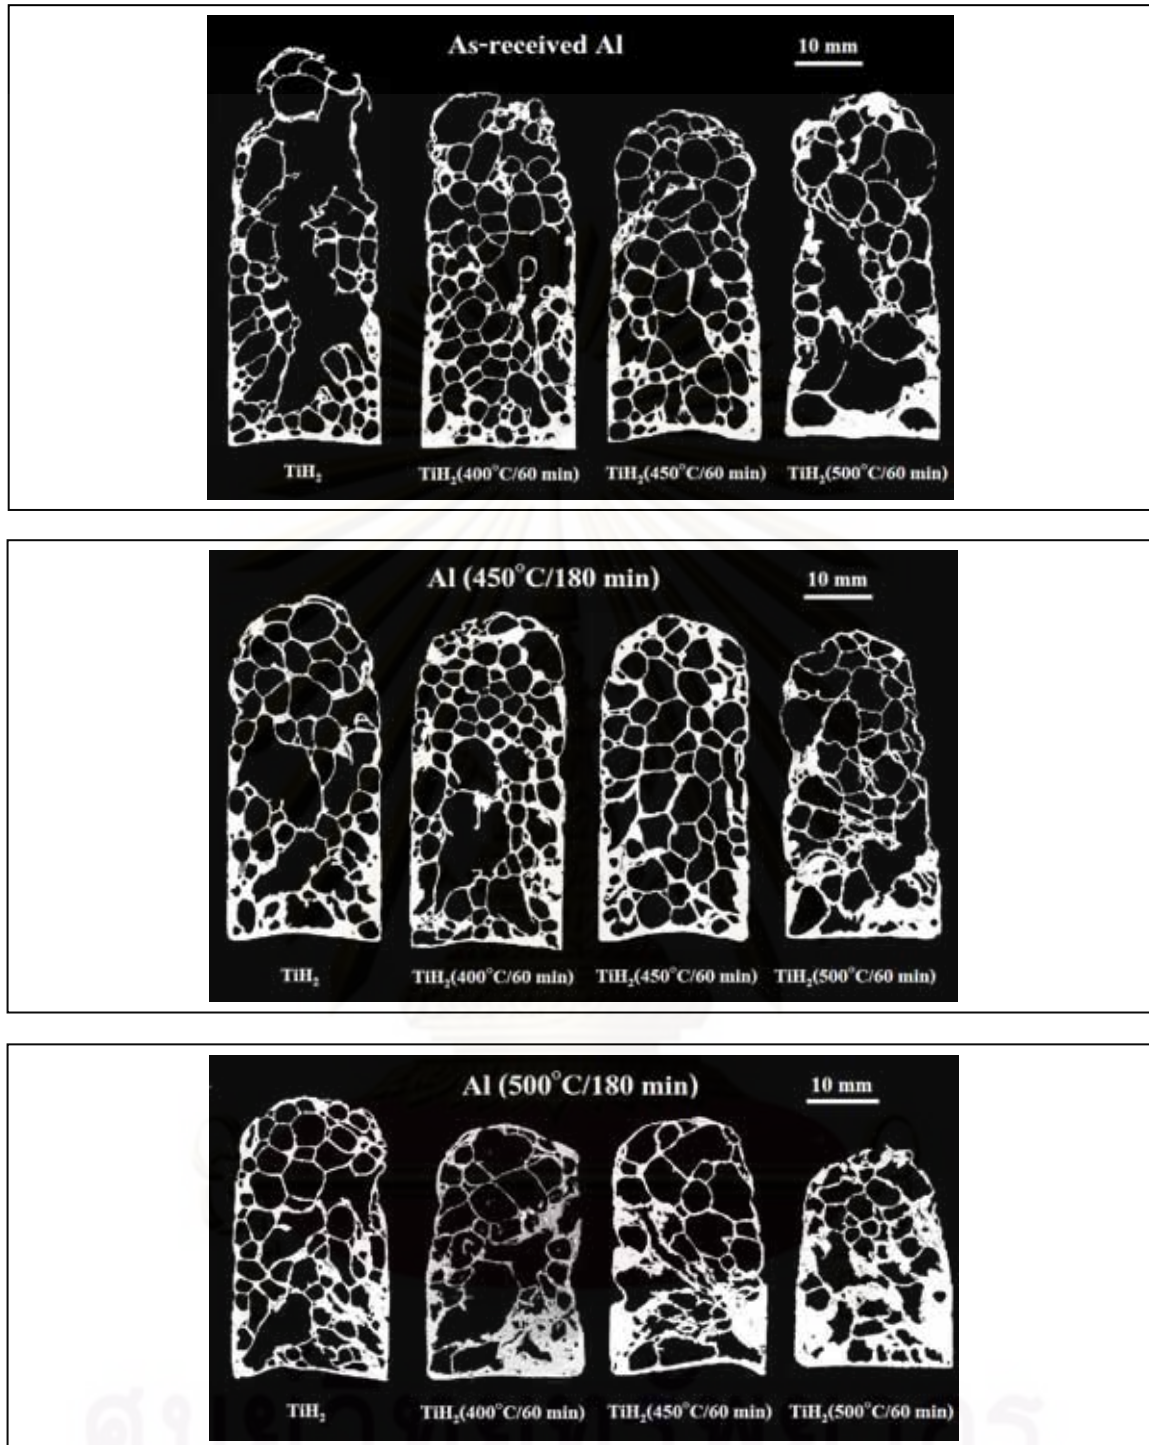 As-received Al
10 mm
TiH₂
TiH₂(400°C/60 min)
TiH₂(450°C/60 min)
TiH₂(500°C/60 min)
Al (450°C/180 min)
10 mm
TiH₂
TiH₂(400°C/60 min)
TiH₂(450°C/60 min)
TiH₂(500°C/60 min)
Al (500°C/180 min)
10 mm
TiH₂
TiH₂(400°C/60 min)
TiH₂(450°C/60 min)
TiH₂(500°C/60 min)